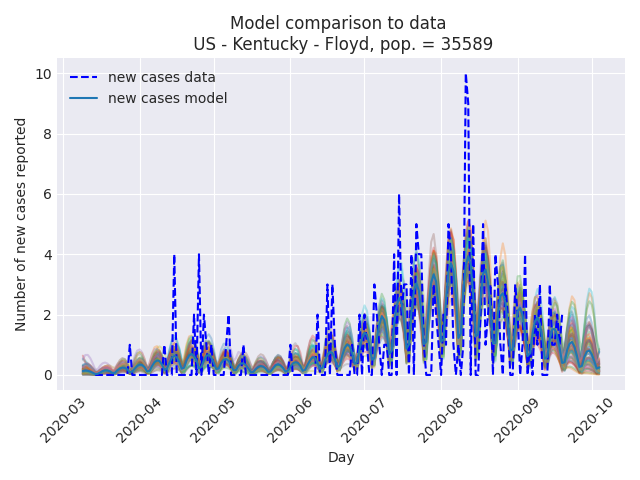 Model comparison to data
US - Kentucky - Floyd, pop. = 35589
new cases data
new cases model
Number of new cases reported
10
8
6
4
2
0
2020-03
2020-04
2020-05
2020-06
2020-07
2020-08
2020-09
2020-10
Day